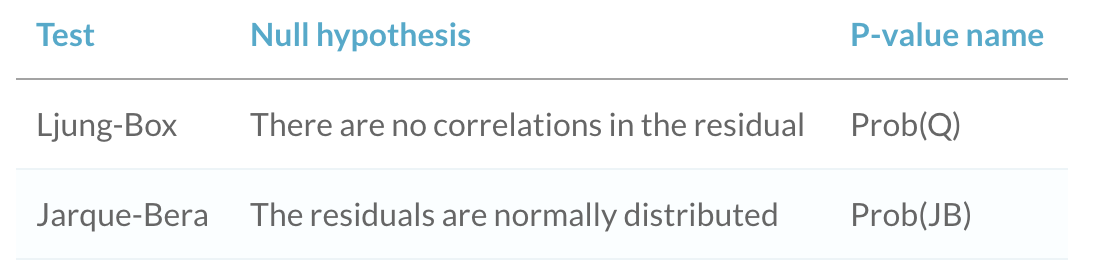 Test Null hypothesis P-value name
Ljung-Box There are no correlations in the residual Prob(Q)
Jarque-Bera The residuals are normally distributed Prob(JB)